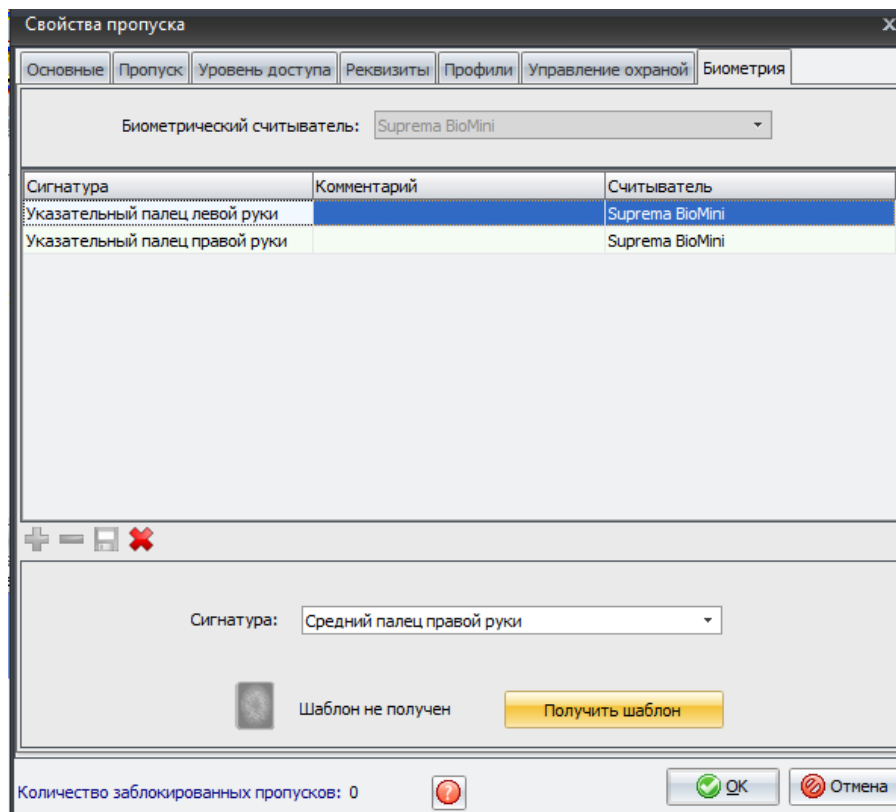 Свойства пропуска
Основные Пропуск Уровень доступа Реквизиты Профили Управление охраной Биометрия
Биометрический считыватель: Suprema BioMini
Сигнатура Комментарий Считыватель
Указательный палец левой руки Suprema BioMini
Указательный палец правой руки Suprema BioMini
Сигнатура: Средний палец правой руки
Шаблон не получен Получить шаблон
Количество заблокированных пропусков: 0 OK Отмена